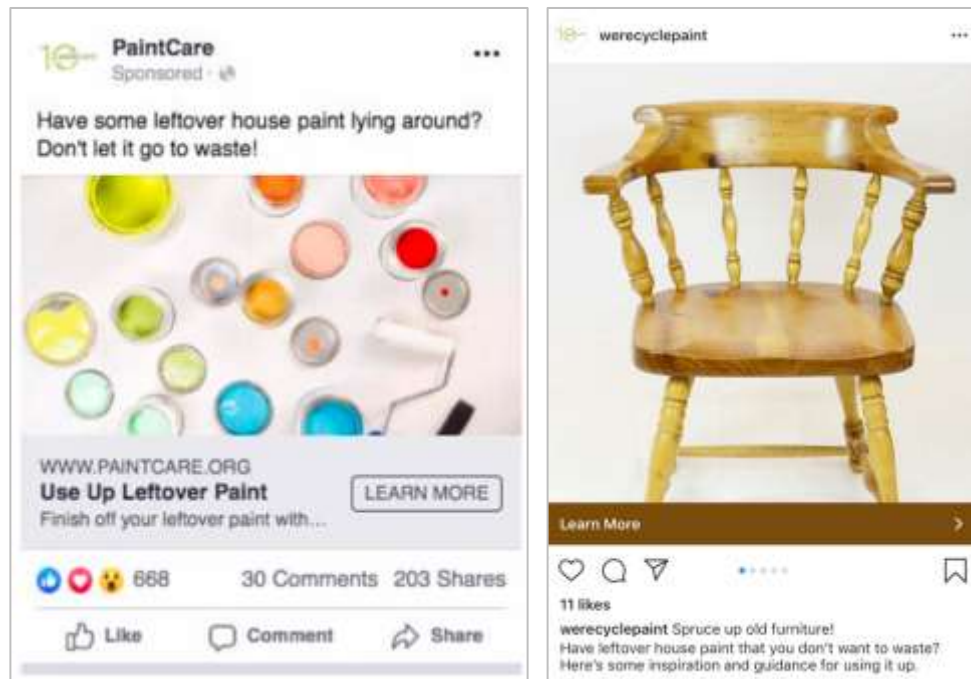 PaintCare
Sponsored ·
Have some leftover house paint lying around?
Don't let it go to waste!
WWW.PAINTCARE.ORG
Use Up Leftover Paint
LEARN MORE
Finish off your leftover paint with...
668
30 Comments 203 Shares
Like
Comment
Share
werecyclepaint
Learn More
11 likes
werecyclepaint Spruce up old furniture!
Have leftover house paint that you don't want to waste?
Here's some inspiration and guidance for using it up.